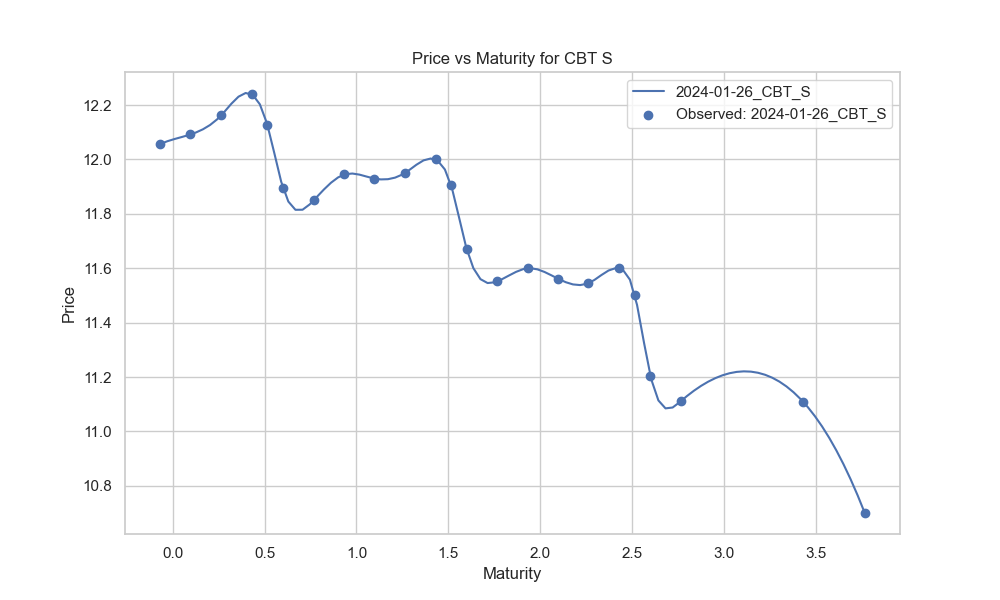 Price vs Maturity for CBT S
2024-01-26_CBT_S
Observed: 2024-01-26_CBT_S
Price
12.2
12.0
11.8
11.6
11.4
11.2
11.0
10.8
0.0 0.5 1.0 1.5 2.0 2.5 3.0 3.5
Maturity